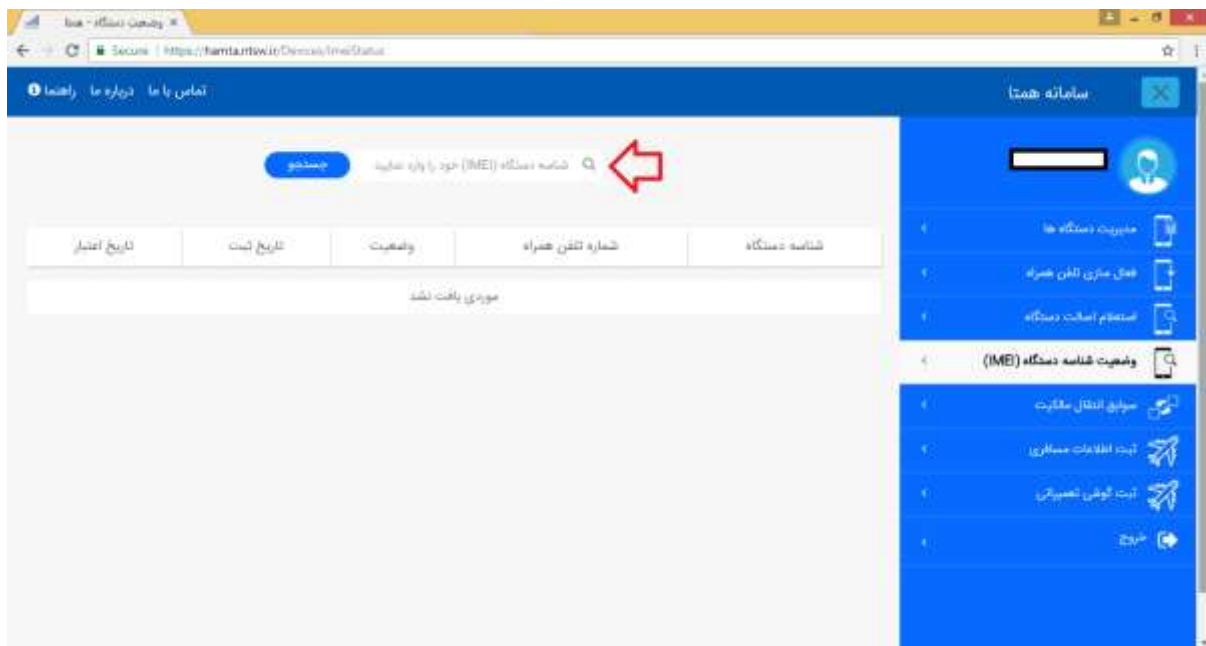 وضعیت دستگاه - همتا
Secure | https://hamta.ntsw.ir/Devices/ImeiStatus
سامانه همتا
تماس با ما درباره ما راهنما
شناسه دستگاه (IMEI) خود را وارد نمایید
جستجو
شناسه دستگاه
شماره تلفن همراه
وضعیت
تاریخ ثبت
تاریخ اعتبار
موردی یافت نشد
مدیریت دستگاه ها
فعال سازی تلفن همراه
استعلام اصالت دستگاه
وضعیت شناسه دستگاه (IMEI)
سوابق انتقال مالکیت
ثبت اطلاعات مسافری
ثبت گوشی تعمیراتی
خروج